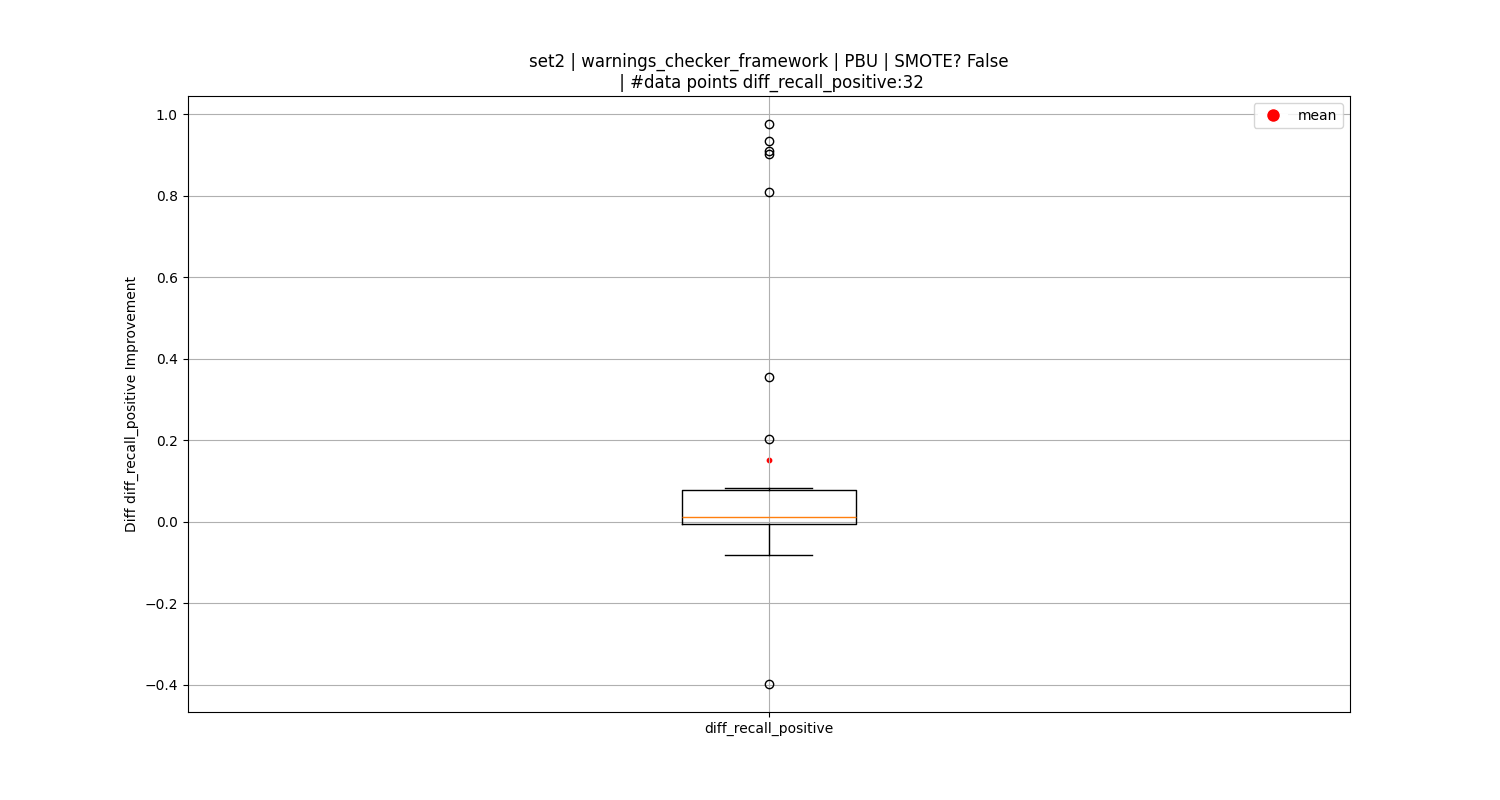 set2 | warnings_checker_framework | PBU | SMOTE? False
| #data points diff_recall_positive:32
mean
1.0
0.8
0.6
0.4
0.2
0.0
−0.2
−0.4
Diff diff_recall_positive Improvement
diff_recall_positive